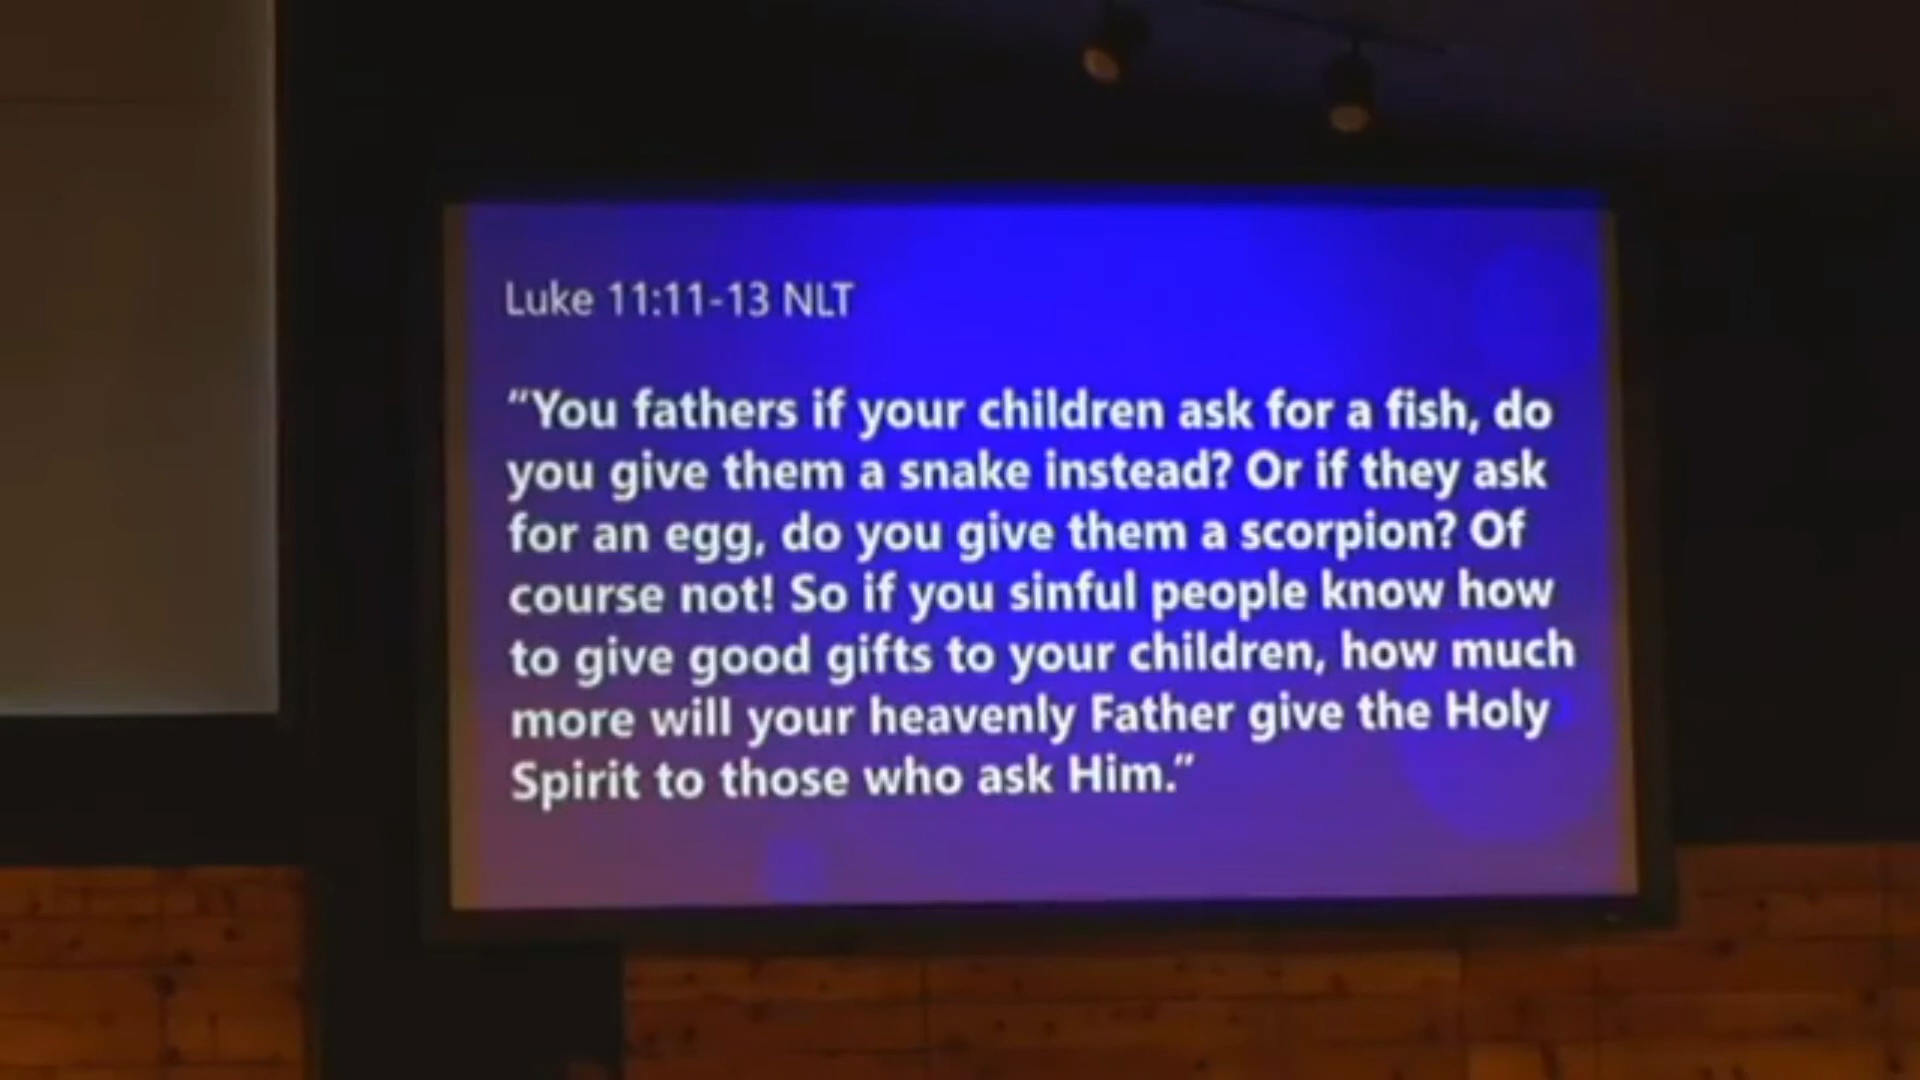 Luke 11:11-13 NLT
“You fathers if your children ask for a fish, do
you give them a snake instead? Or if they ask
for an egg, do you give them a scorpion? Of
course not! So if you sinful people know how
to give good gifts to your children, how much
more will your heavenly Father give the Holy
Spirit to those who ask Him.”